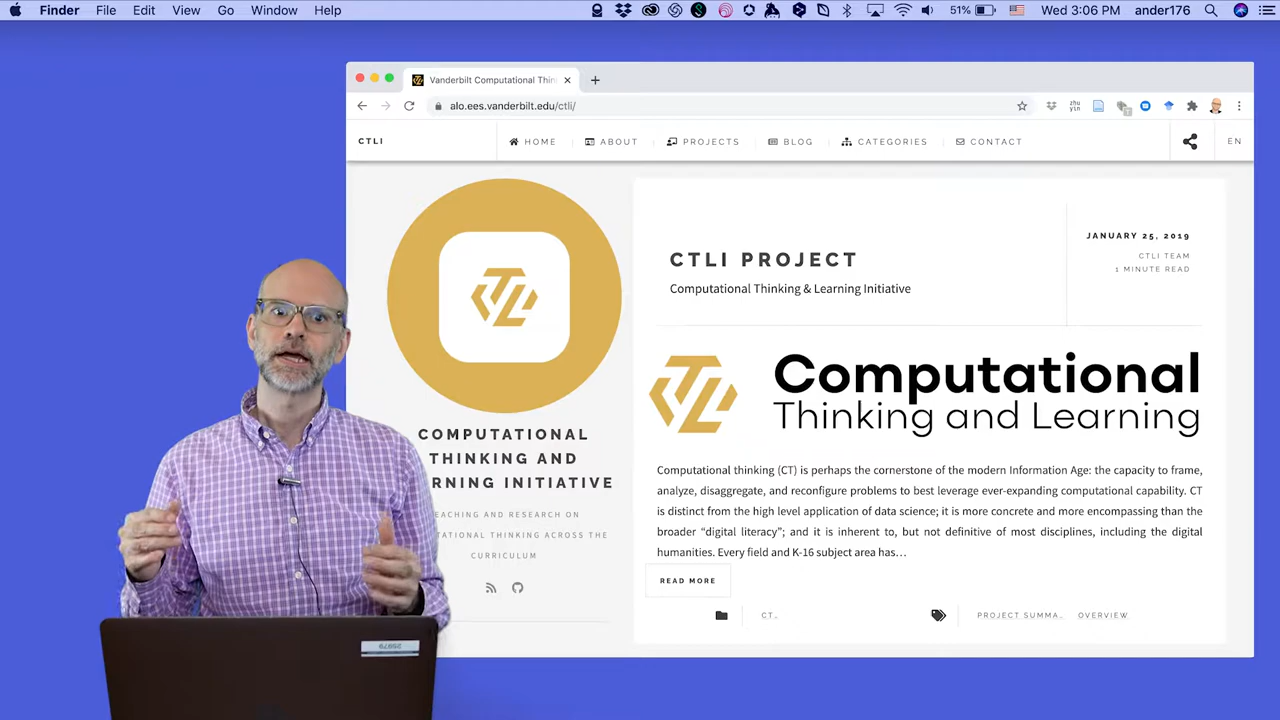 Finder File Edit View Go Window Help
51% Wed 3:06 PM ander176
Vanderbilt Computational Thin
alo.ees.vanderbilt.edu/ctli/
CTLI HOME ABOUT PROJECTS BLOG CATEGORIES CONTACT EN
COMPUTATIONAL
THINKING AND
RNING INITIATIVE
EACHING AND RESEARCH ON
TATIONAL THINKING ACROSS THE
CURRICULUM
CTLI PROJECT
Computational Thinking & Learning Initiative
JANUARY 25, 2019
CTLI TEAM
1 MINUTE READ
Computational
Thinking and Learning
Computational thinking (CT) is perhaps the cornerstone of the modern Information Age: the capacity to frame,
analyze, disaggregate, and reconfigure problems to best leverage ever-expanding computational capability. CT
is distinct from the high level application of data science; it is more concrete and more encompassing than the
broader “digital literacy”; and it is inherent to, but not definitive of most disciplines, including the digital
humanities. Every field and K-16 subject area has…
READ MORE
CT… PROJECT SUMMA… OVERVIEW